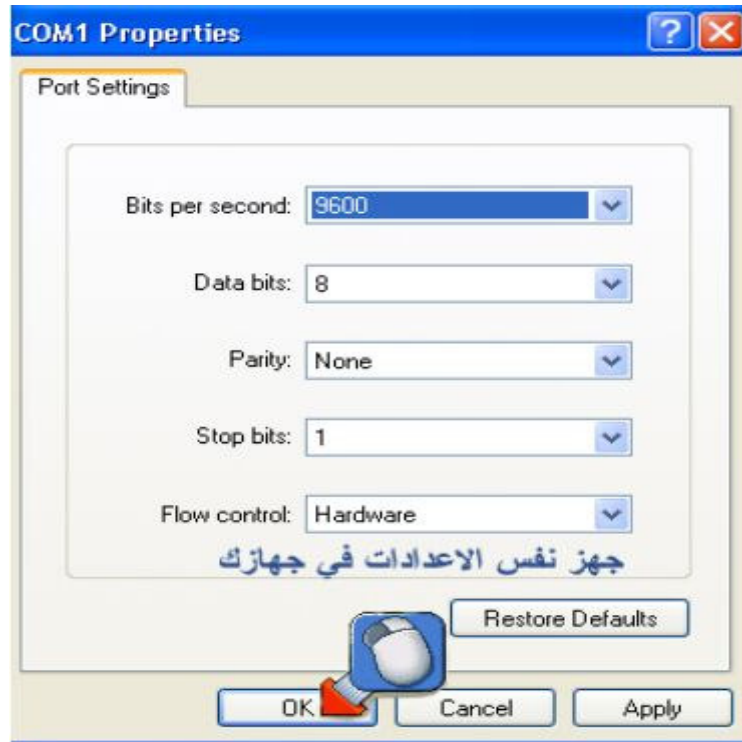 COM1 Properties
Port Settings
Bits per second: 9600
Data bits: 8
Parity: None
Stop bits: 1
Flow control: Hardware
جهز نفس الاعدادات في جهازك
Restore Defaults
OK Cancel Apply